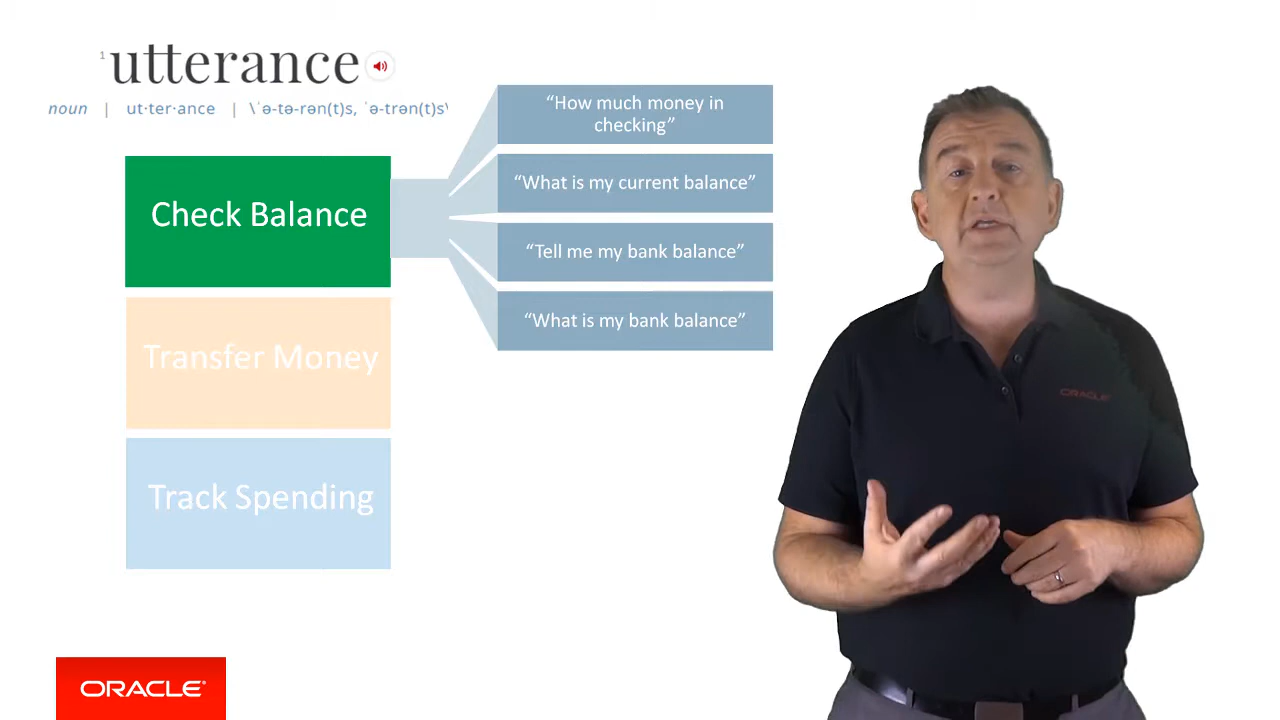 1 utterance
noun | ut·ter·ance | \ˈə-tə-rən(t)s, ˈə-trən(t)s\
Check Balance
“How much money in
checking”
“What is my current balance”
“Tell me my bank balance”
“What is my bank balance”
Transfer Money
Track Spending
ORACLE
ORACLE®